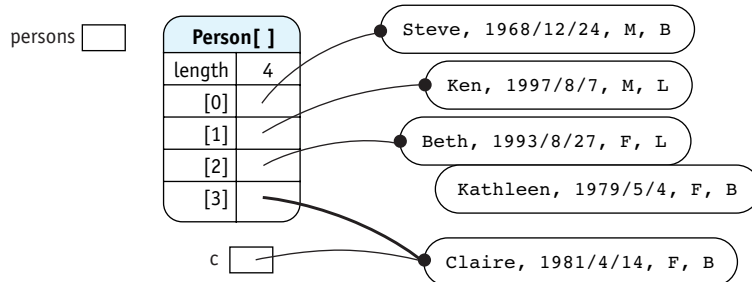 persons
Person[ ]
length 4
[0]
[1]
[2]
[3]
c
Steve, 1968/12/24, M, B
Ken, 1997/8/7, M, L
Beth, 1993/8/27, F, L
Kathleen, 1979/5/4, F, B
Claire, 1981/4/14, F, B